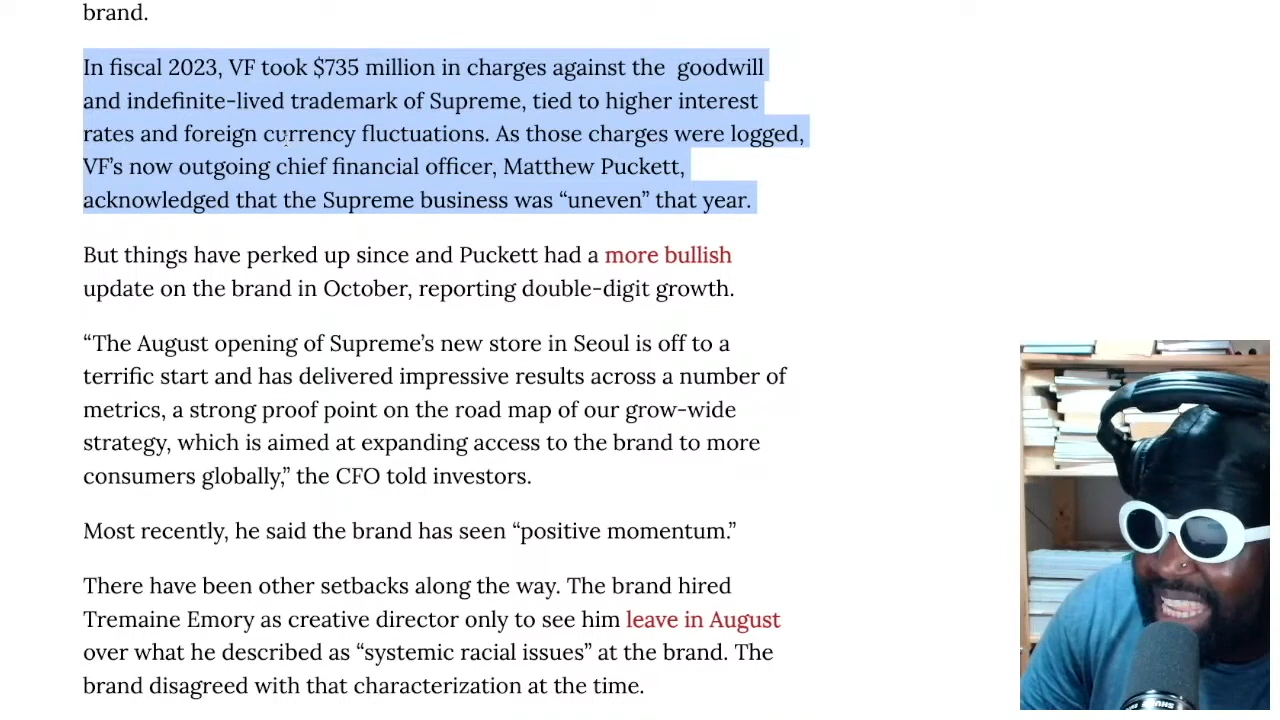 brand.
In fiscal 2023, VF took $735 million in charges against the  goodwill
and indefinite-lived trademark of Supreme, tied to higher interest
rates and foreign currency fluctuations. As those charges were logged,
VF’s now outgoing chief financial officer, Matthew Puckett,
acknowledged that the Supreme business was “uneven” that year.
But things have perked up since and Puckett had a more bullish
update on the brand in October, reporting double-digit growth.
“The August opening of Supreme’s new store in Seoul is off to a
terrific start and has delivered impressive results across a number of
metrics, a strong proof point on the road map of our grow-wide
strategy, which is aimed at expanding access to the brand to more
consumers globally,” the CFO told investors.
Most recently, he said the brand has seen “positive momentum.”
There have been other setbacks along the way. The brand hired
Tremaine Emory as creative director only to see him leave in August
over what he described as “systemic racial issues” at the brand. The
brand disagreed with that characterization at the time.